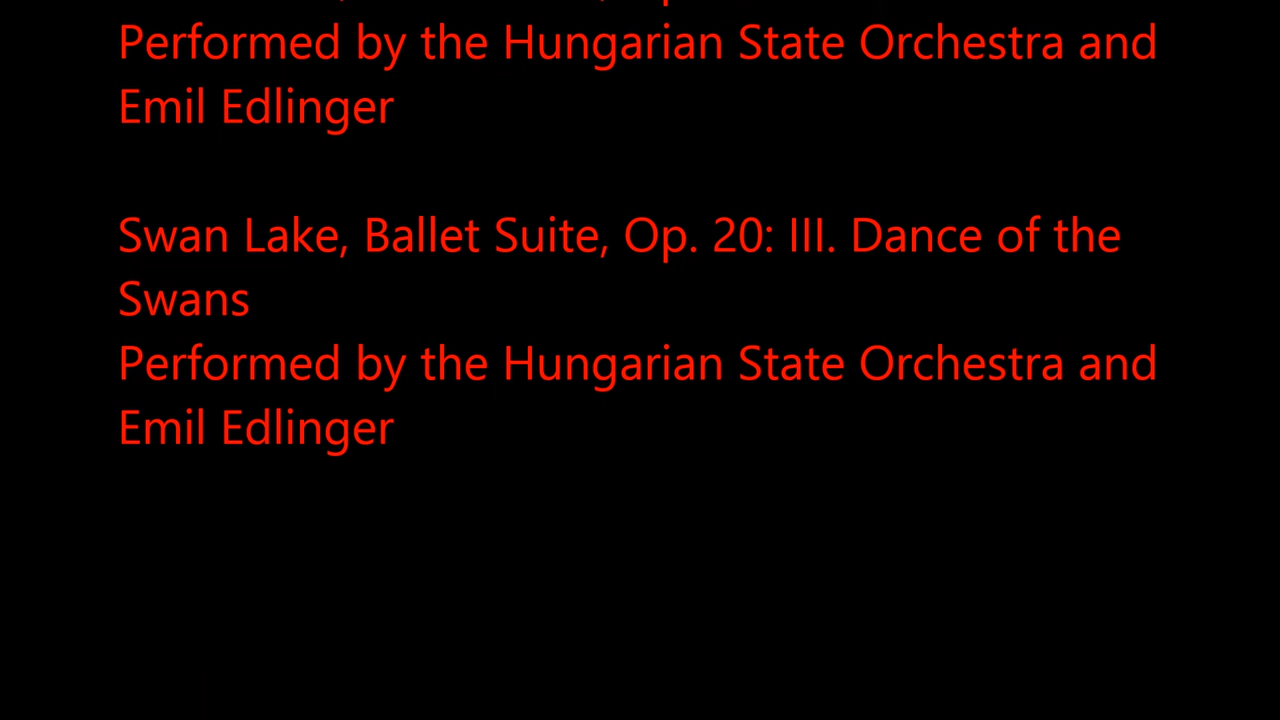 Performed by the Hungarian State Orchestra and
Emil Edlinger
Swan Lake, Ballet Suite, Op. 20: III. Dance of the
Swans
Performed by the Hungarian State Orchestra and
Emil Edlinger